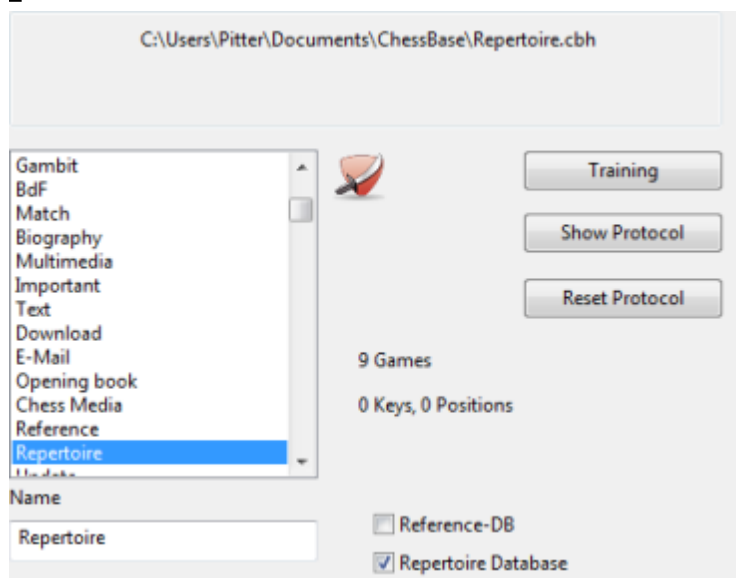 C:\Users\Pitter\Documents\ChessBase\Repertoire.cbh
Gambit
BdF
Match
Biography
Multimedia
Important
Text
Download
E-Mail
Opening book
Chess Media
Reference
Repertoire
Training
Show Protocol
Reset Protocol
9 Games
0 Keys, 0 Positions
Name
Repertoire
Reference-DB
Repertoire Database